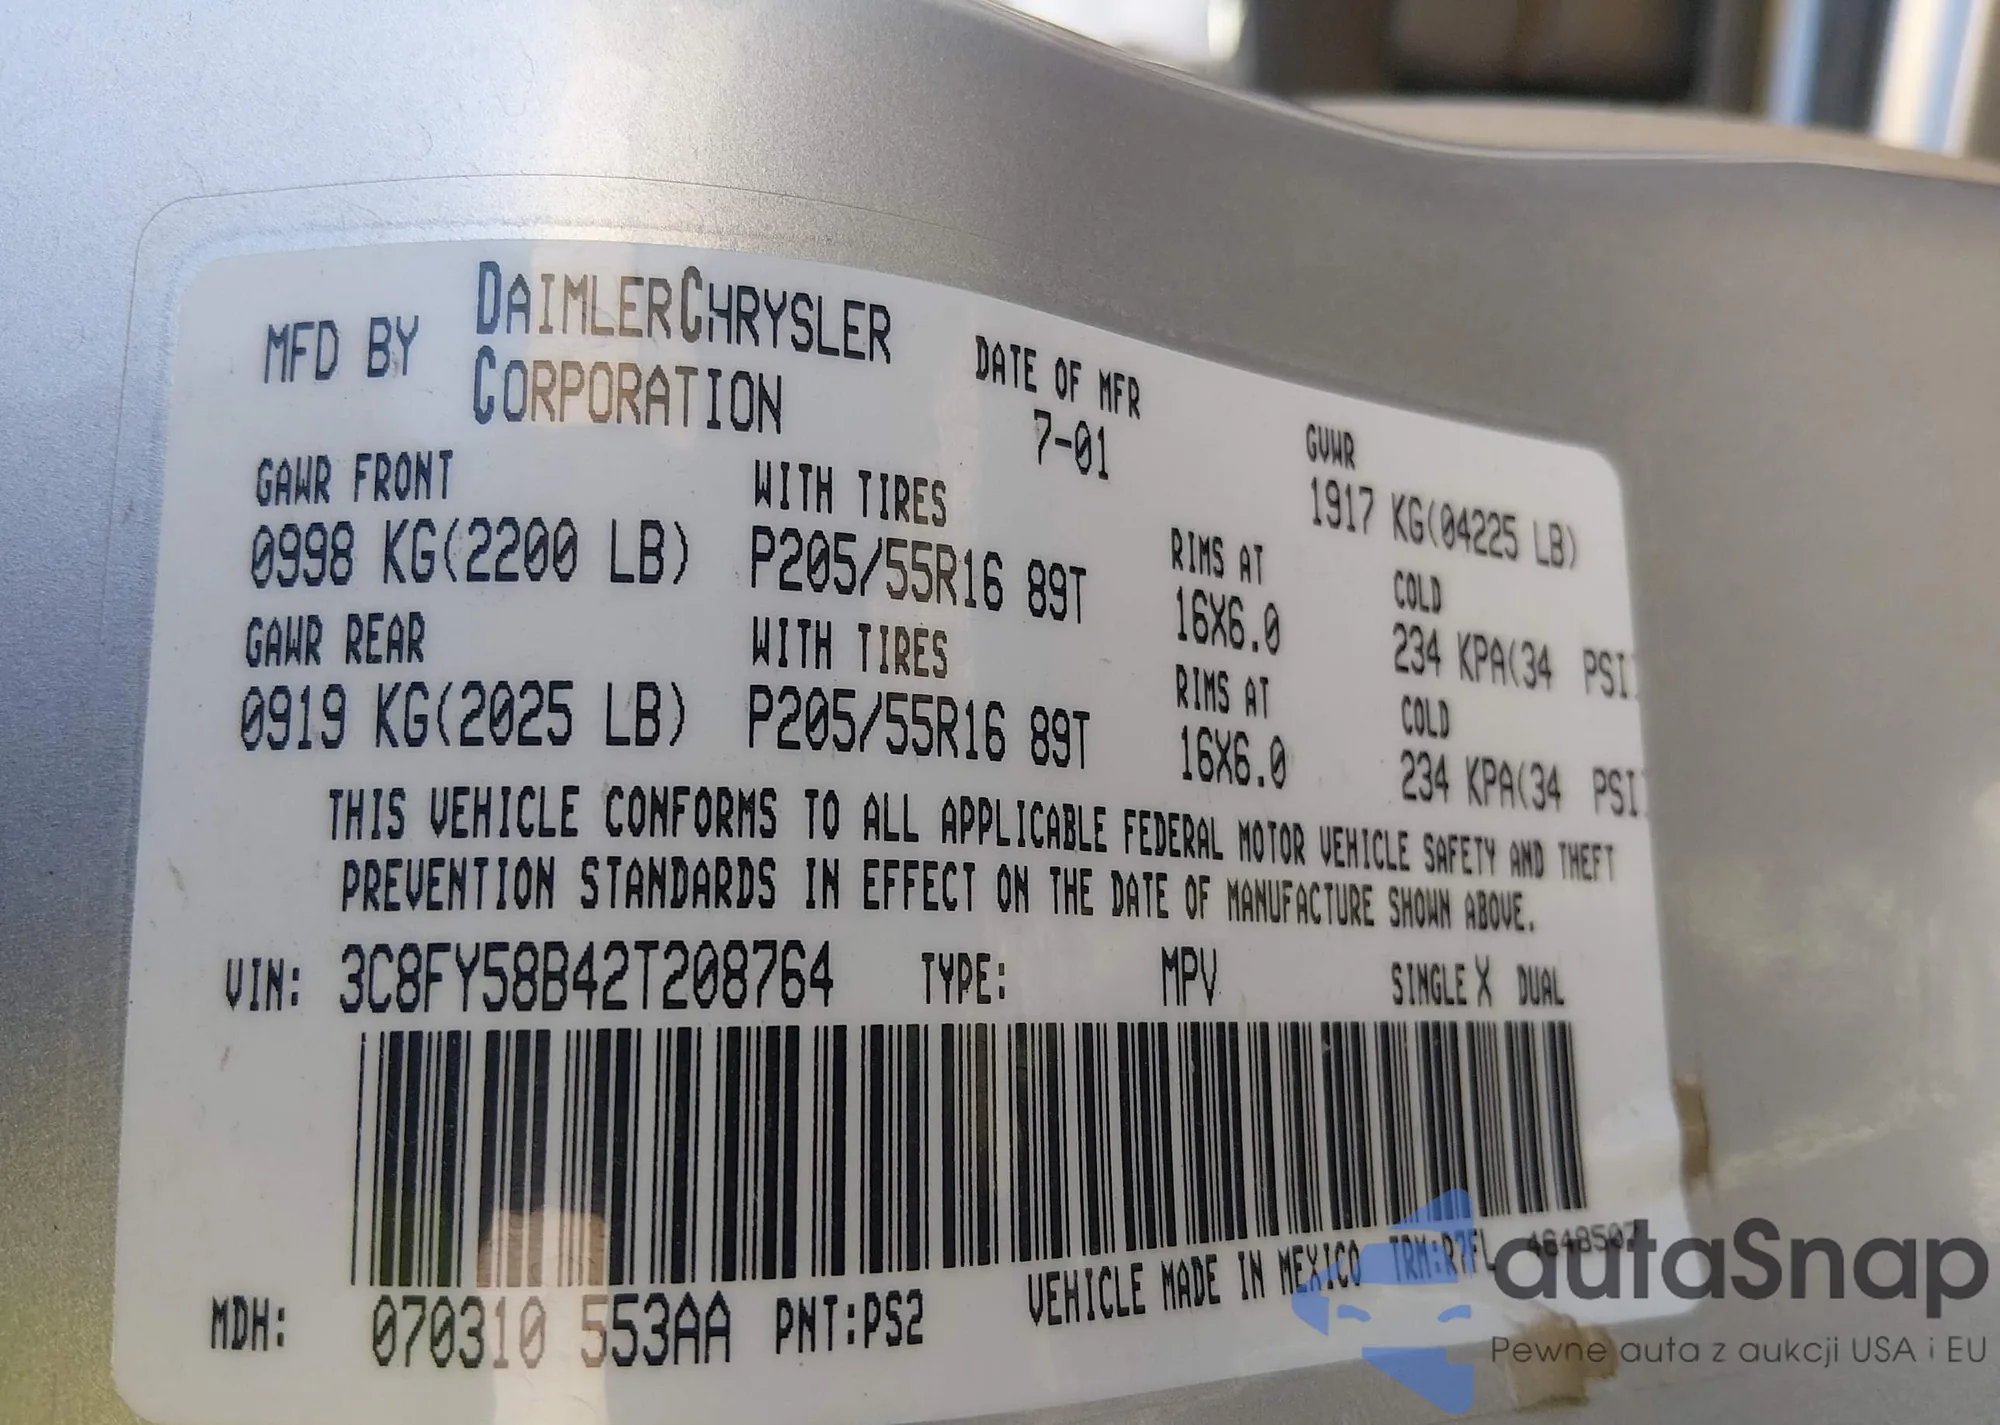 MFD BY DAIMLERCHRYSLER CORPORATION
DATE OF MFR
7-01
GVWR
1917 KG(04225 LB)
GAWR FRONT WITH TIRES RIMS AT COLD
0998 KG(2200 LB) P205/55R16 89T 16X6.0 234 KPA(34 PSI)
GAWR REAR WITH TIRES RIMS AT COLD
0919 KG(2025 LB) P205/55R16 89T 16X6.0 234 KPA(34 PSI)
THIS VEHICLE CONFORMS TO ALL APPLICABLE FEDERAL MOTOR VEHICLE SAFETY AND THEFT
PREVENTION STANDARDS IN EFFECT ON THE DATE OF MANUFACTURE SHOWN ABOVE.
VIN: 3C8FY58B42T208764 TYPE: MPV SINGLE X DUAL
VEHICLE MADE IN MEXICO TRM:R7FL
MDH: 070310 553AA PNT:PS2
autaSnap
Pewne auta z aukcji USA i EU